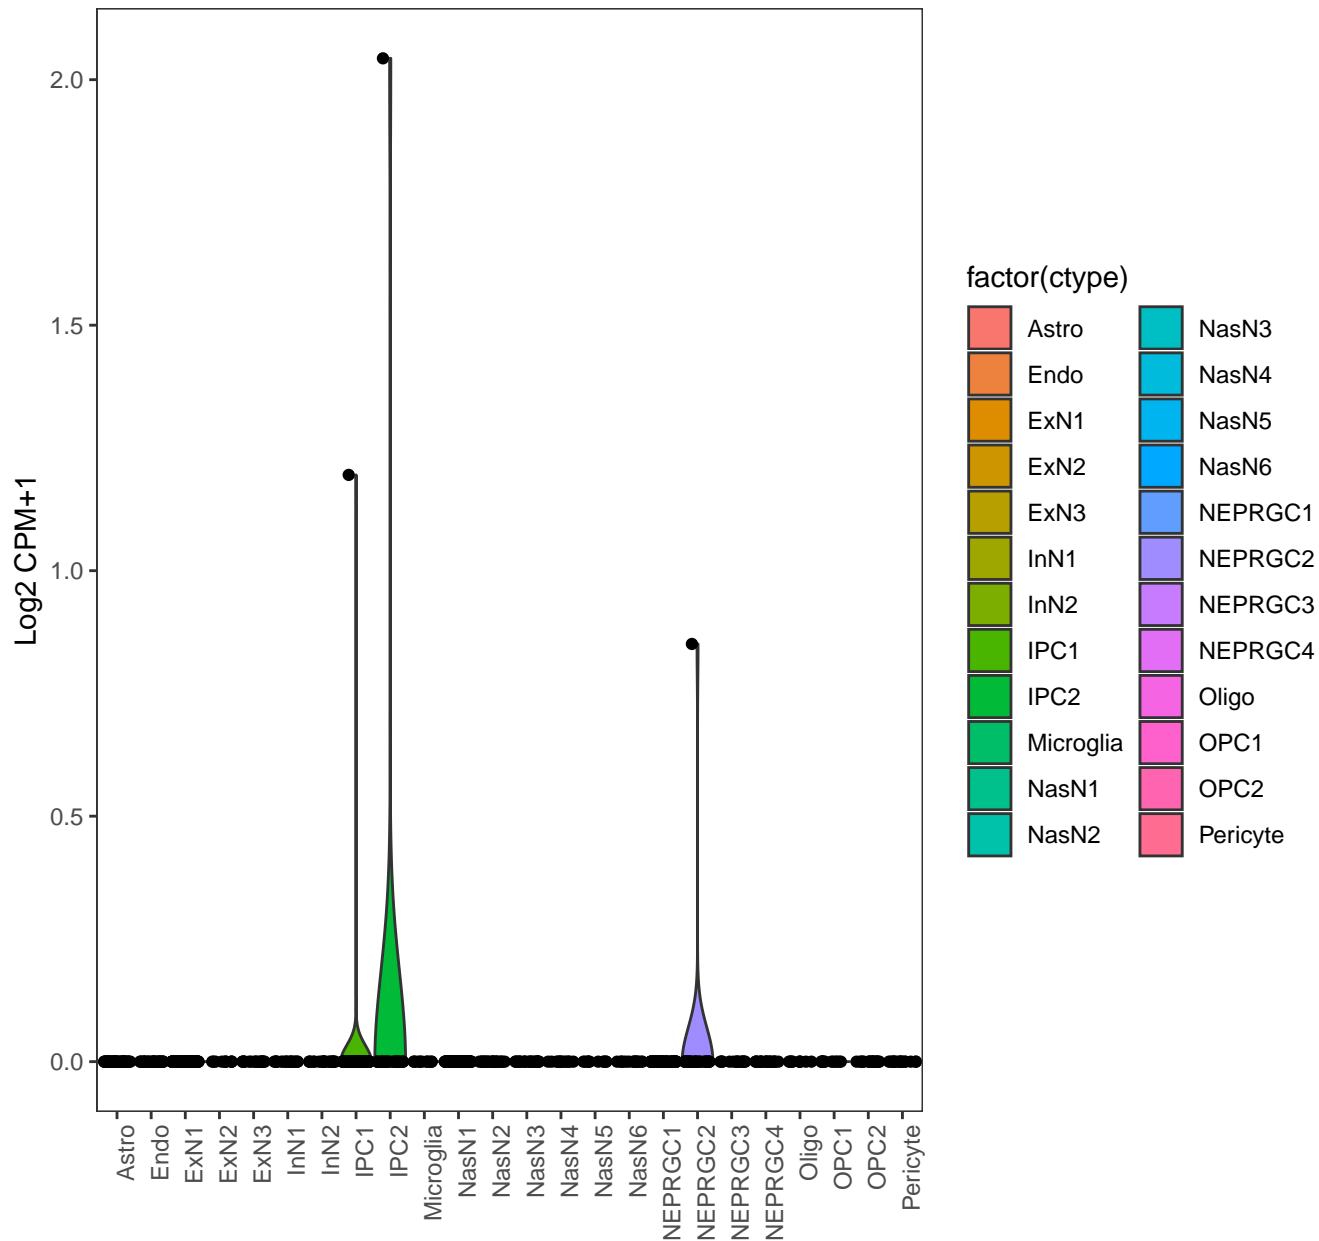 Log2 CPM+1
2.0
1.5
1.0
0.5
0.0
Astro
Endo
ExN1
ExN2
ExN3
InN1
InN2
IPC1
IPC2
Microglia
NasN1
NasN2
NasN3
NasN4
NasN5
NasN6
NEPRGC1
NEPRGC2
NEPRGC3
NEPRGC4
Oligo
OPC1
OPC2
Pericyte
factor(ctype)
Astro
Endo
ExN1
ExN2
ExN3
InN1
InN2
IPC1
IPC2
Microglia
NasN1
NasN2
NasN3
NasN4
NasN5
NasN6
NEPRGC1
NEPRGC2
NEPRGC3
NEPRGC4
Oligo
OPC1
OPC2
Pericyte